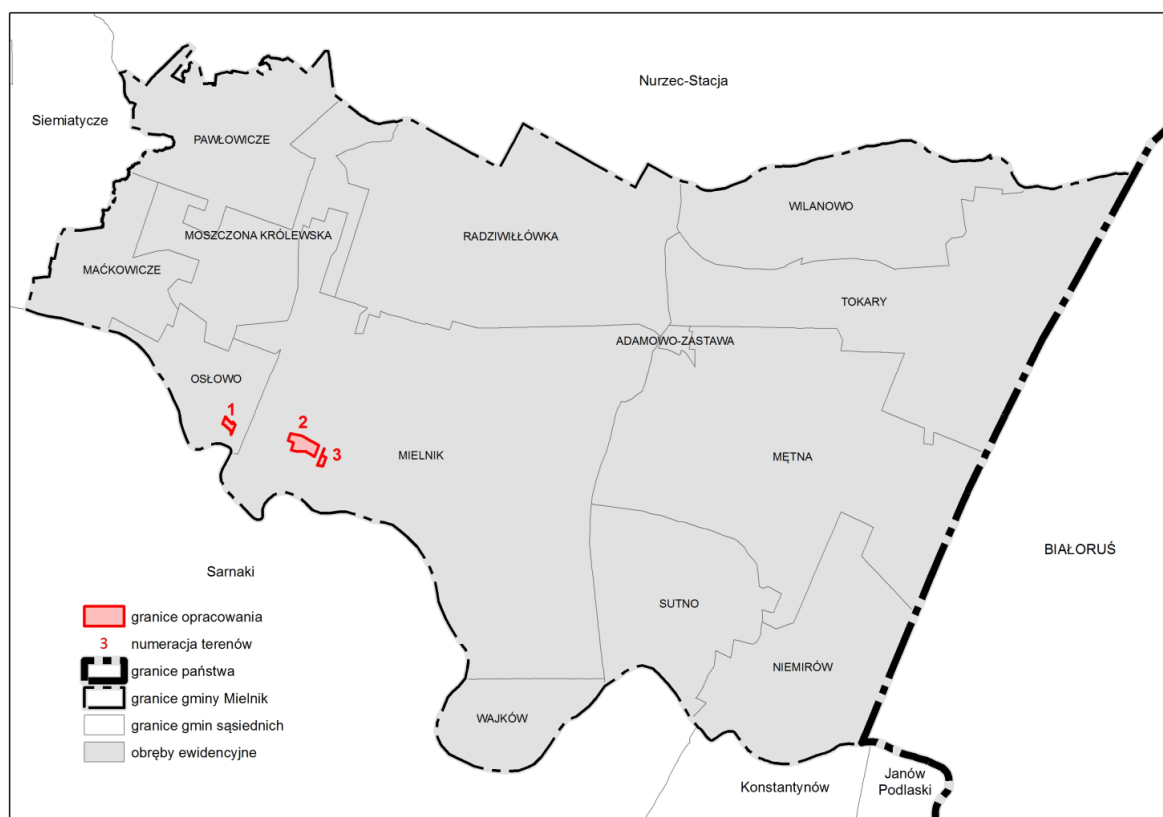 Nurzec-Stacja
Siemiatycze
PAWŁOWICZE
WILANOWO
MOSZCZONA KRÓLEWSKA
RADZIWIŁŁÓWKA
MAĆKOWICZE
TOKARY
ADAMOWO-ZASTAWA
OSŁOWO
1
2
3
MIELNIK
MĘTNA
BIAŁORUŚ
Sarnaki
SUTNO
NIEMIRÓW
WAJKÓW
Konstantynów
Janów
Podlaski
granice opracowania
3 numeracja terenów
granice państwa
granice gminy Mielnik
granice gmin sąsiednich
obręby ewidencyjne